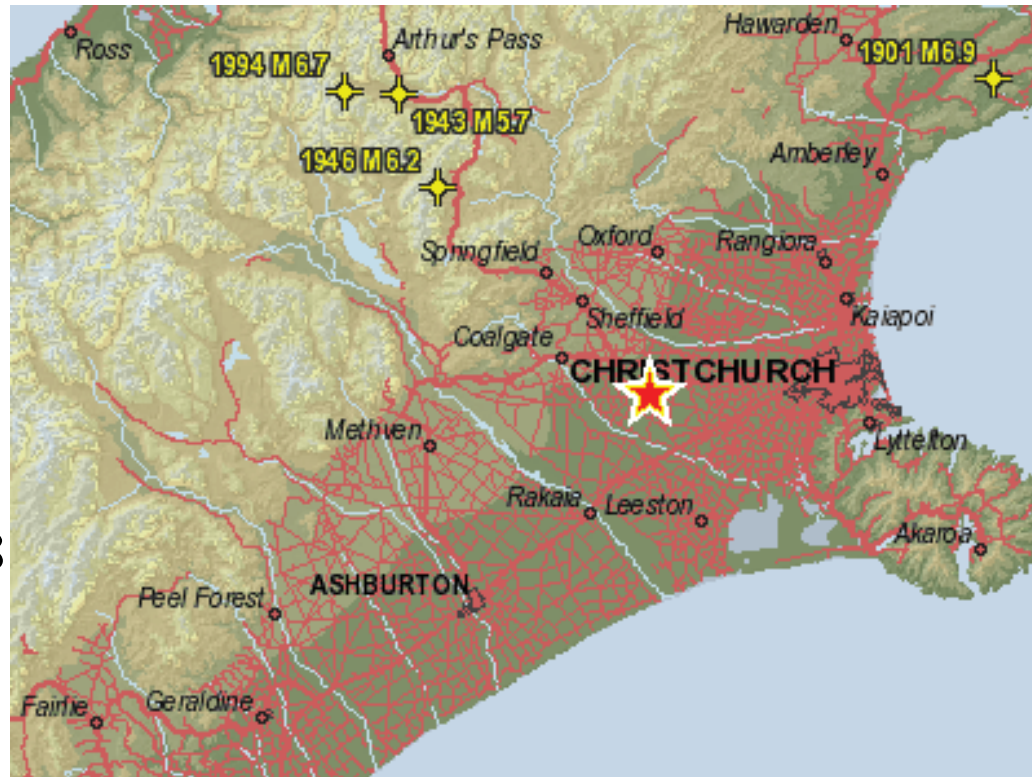 Hawarden
Ross
Arthur's Pass
1994 M6.7
1901 M6.9
1943 M5.7
1946 M6.2
Amberley
Oxford
Rangiora
Springfield
Sheffield
Kaiapoi
Coalgate
CHRISTCHURCH
Methven
Lyttelton
Rakaia
Leeston
Akaroa
ASHBURTON
Peel Forest
Geraldine
Fairlie